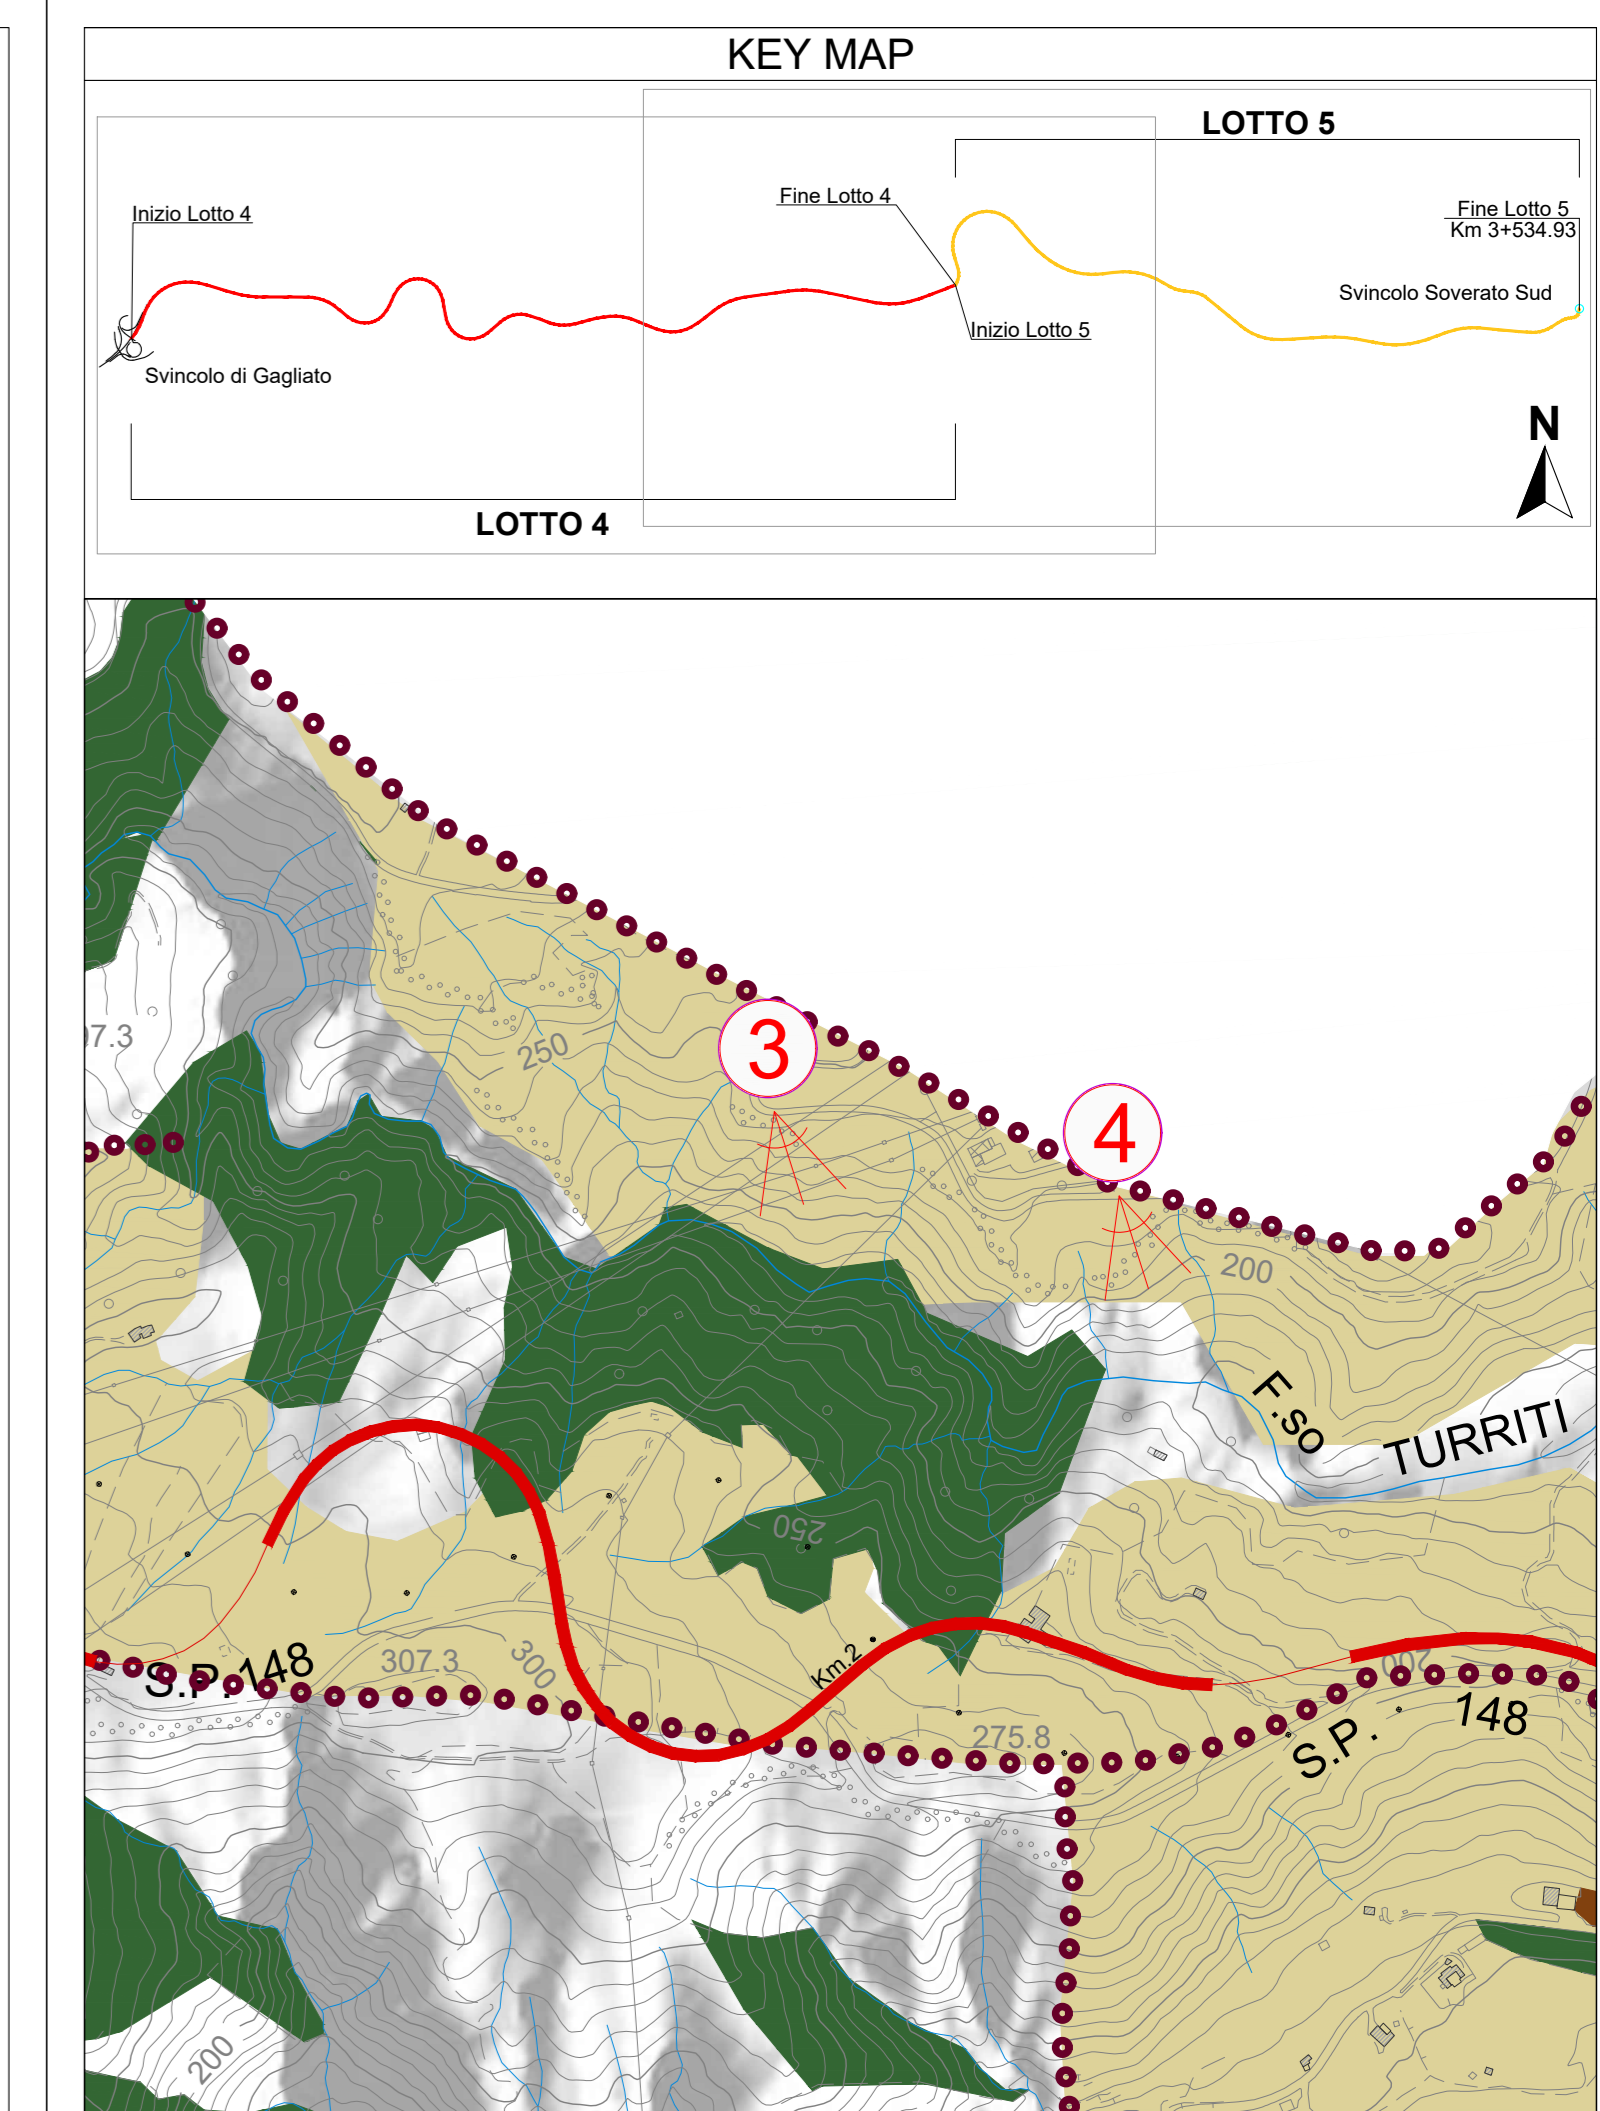 KEY MAP
LOTTO 5
Fine Lotto 4
Inizio Lotto 4
Fine Lotto 5
Km 3+534.93
Svincolo Soverato Sud
Inizio Lotto 5
Svincolo di Gagliato
N
LOTTO 4
07.3
250
3
4
200
F.so
TURRITI
250
S.P. 148
307.3
300
Km.2
200
275.8
S.P.
148
200